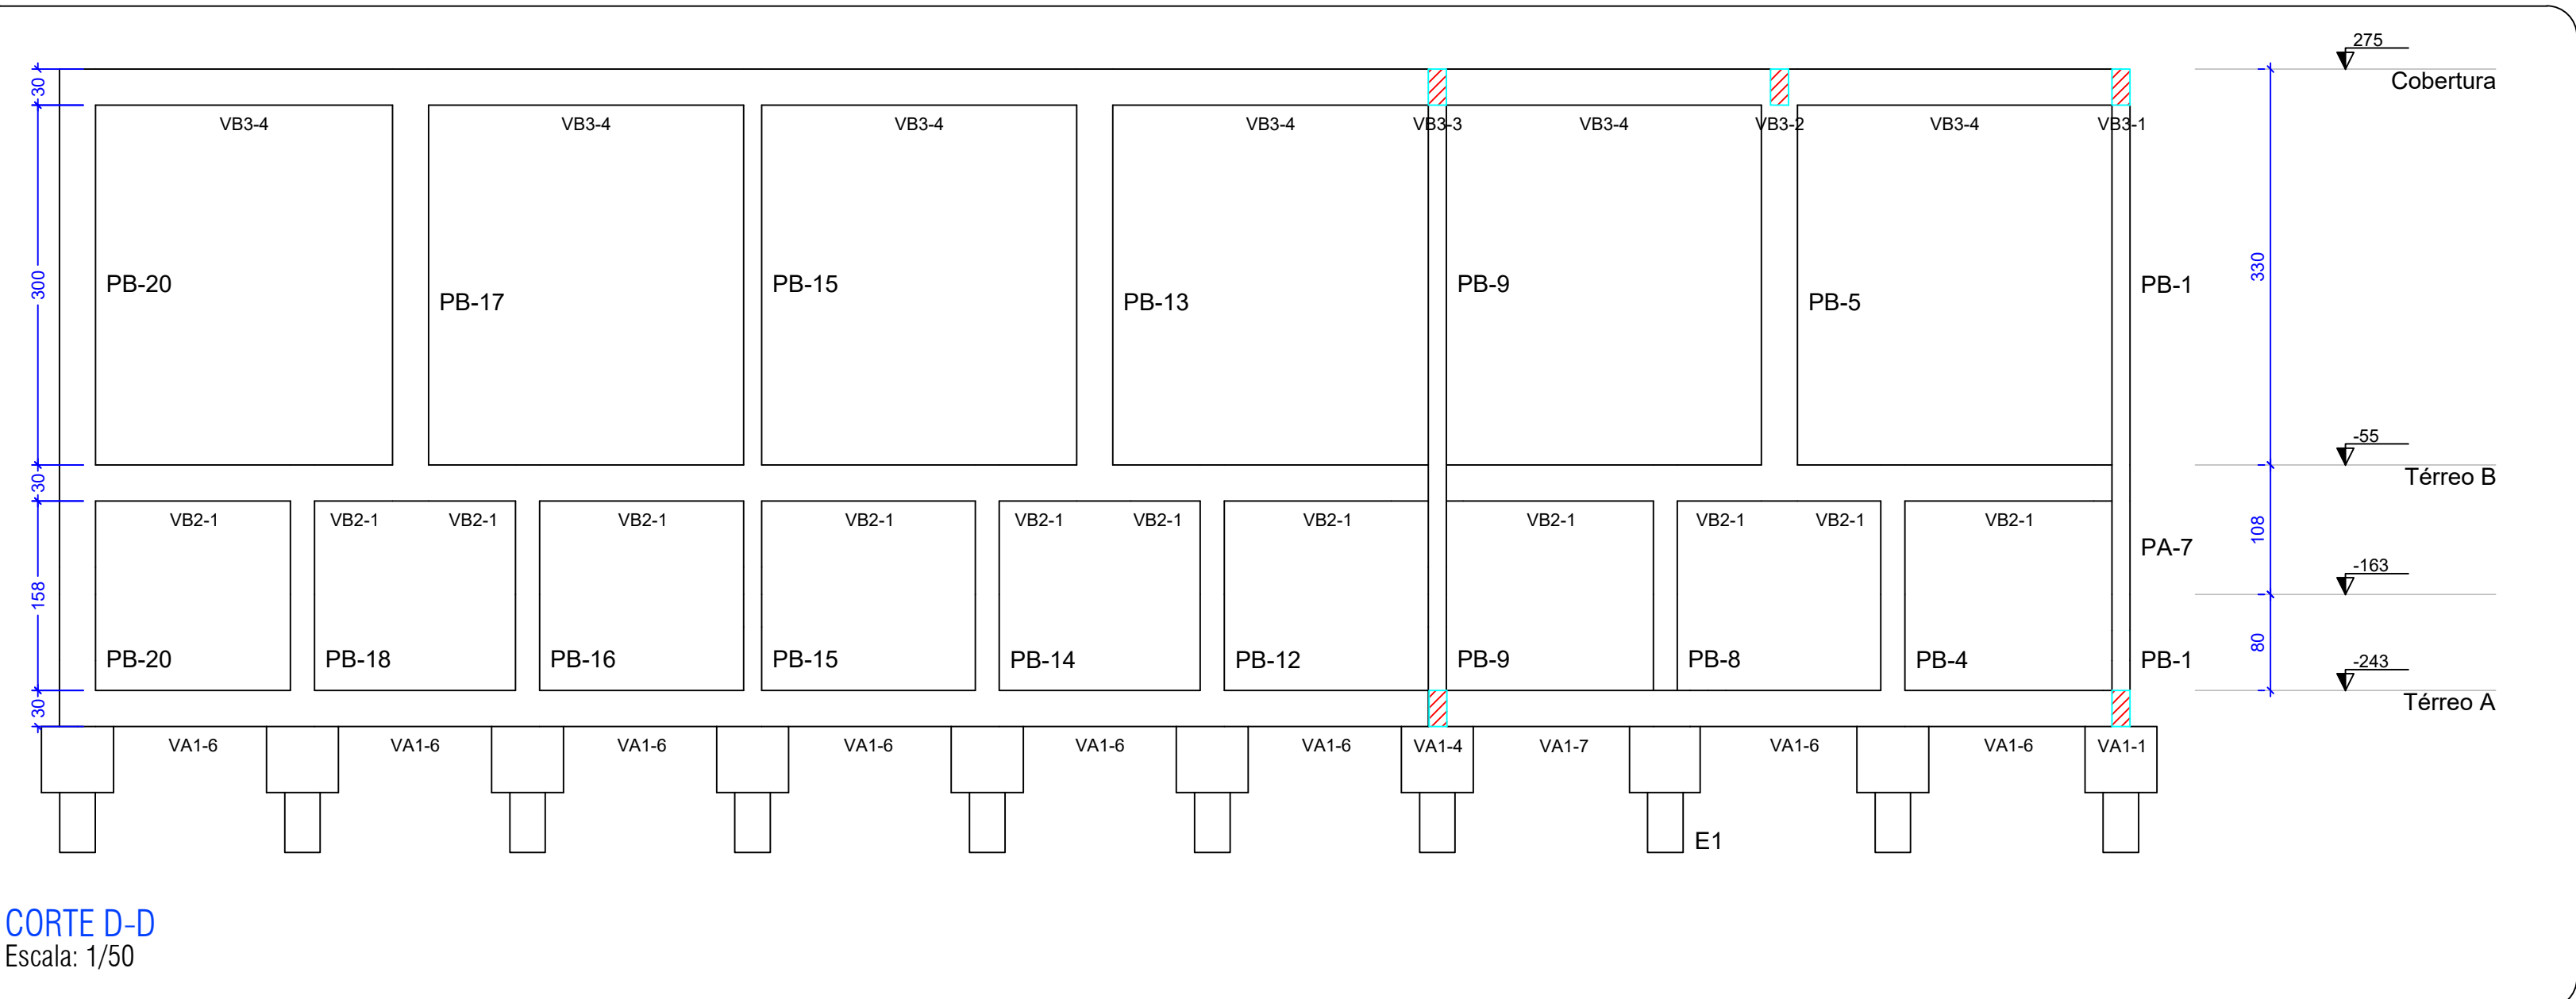 275
Cobertura
30
VB3-4
VB3-4
VB3-4
VB3-4
VB3-3
VB3-4
VB3-2
VB3-4
VB3-1
300
PB-20
PB-17
PB-15
PB-13
PB-9
PB-5
PB-1
330
-55
Térreo B
30
VB2-1
VB2-1
VB2-1
VB2-1
VB2-1
VB2-1
VB2-1
VB2-1
VB2-1
VB2-1
VB2-1
VB2-1
PA-7
108
-163
158
PB-20
PB-18
PB-16
PB-15
PB-14
PB-12
PB-9
PB-8
PB-4
PB-1
80
-243
Térreo A
30
VA1-6
VA1-6
VA1-6
VA1-6
VA1-6
VA1-6
VA1-4
VA1-7
VA1-6
VA1-6
VA1-1
E1
CORTE D-D
Escala: 1/50